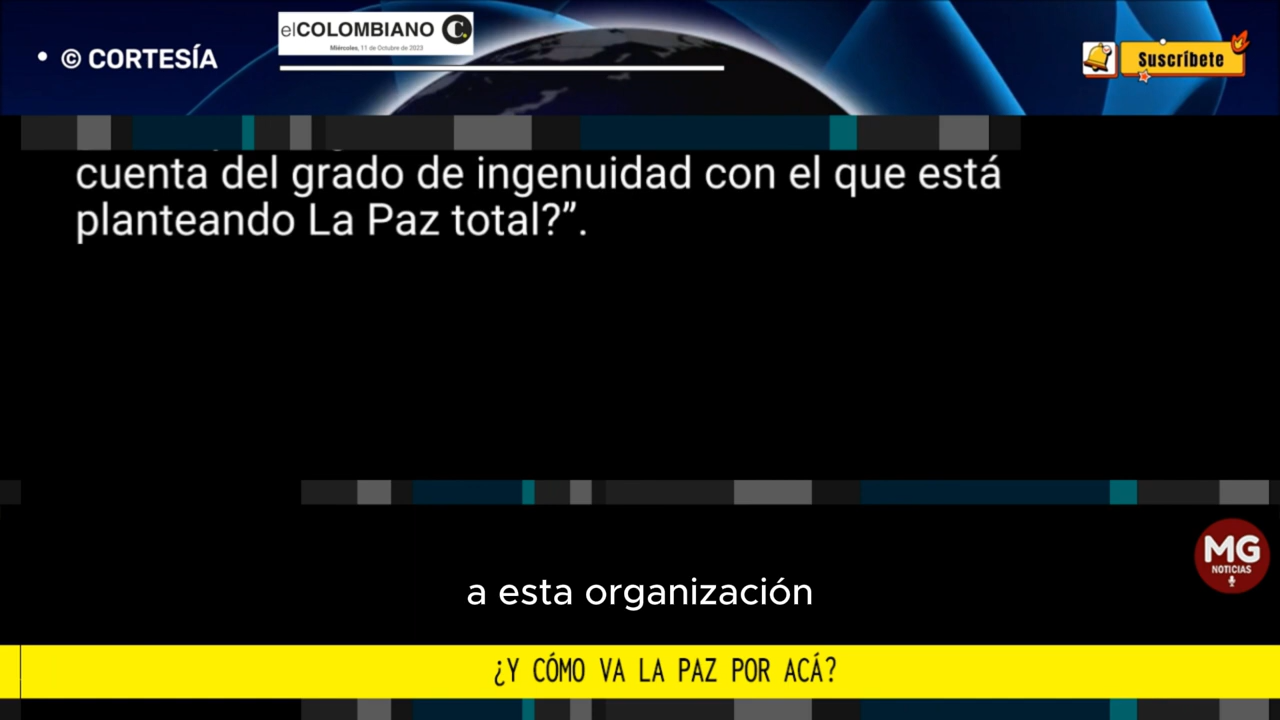 • © CORTESÍA
elCOLOMBIANO C.
Miércoles, 11 de Octubre de 2023
Suscríbete
cuenta del grado de ingenuidad con el que está
planteando La Paz total?”.
MG
NOTICIAS
a esta organización
¿Y CÓMO VA LA PAZ POR ACÁ?